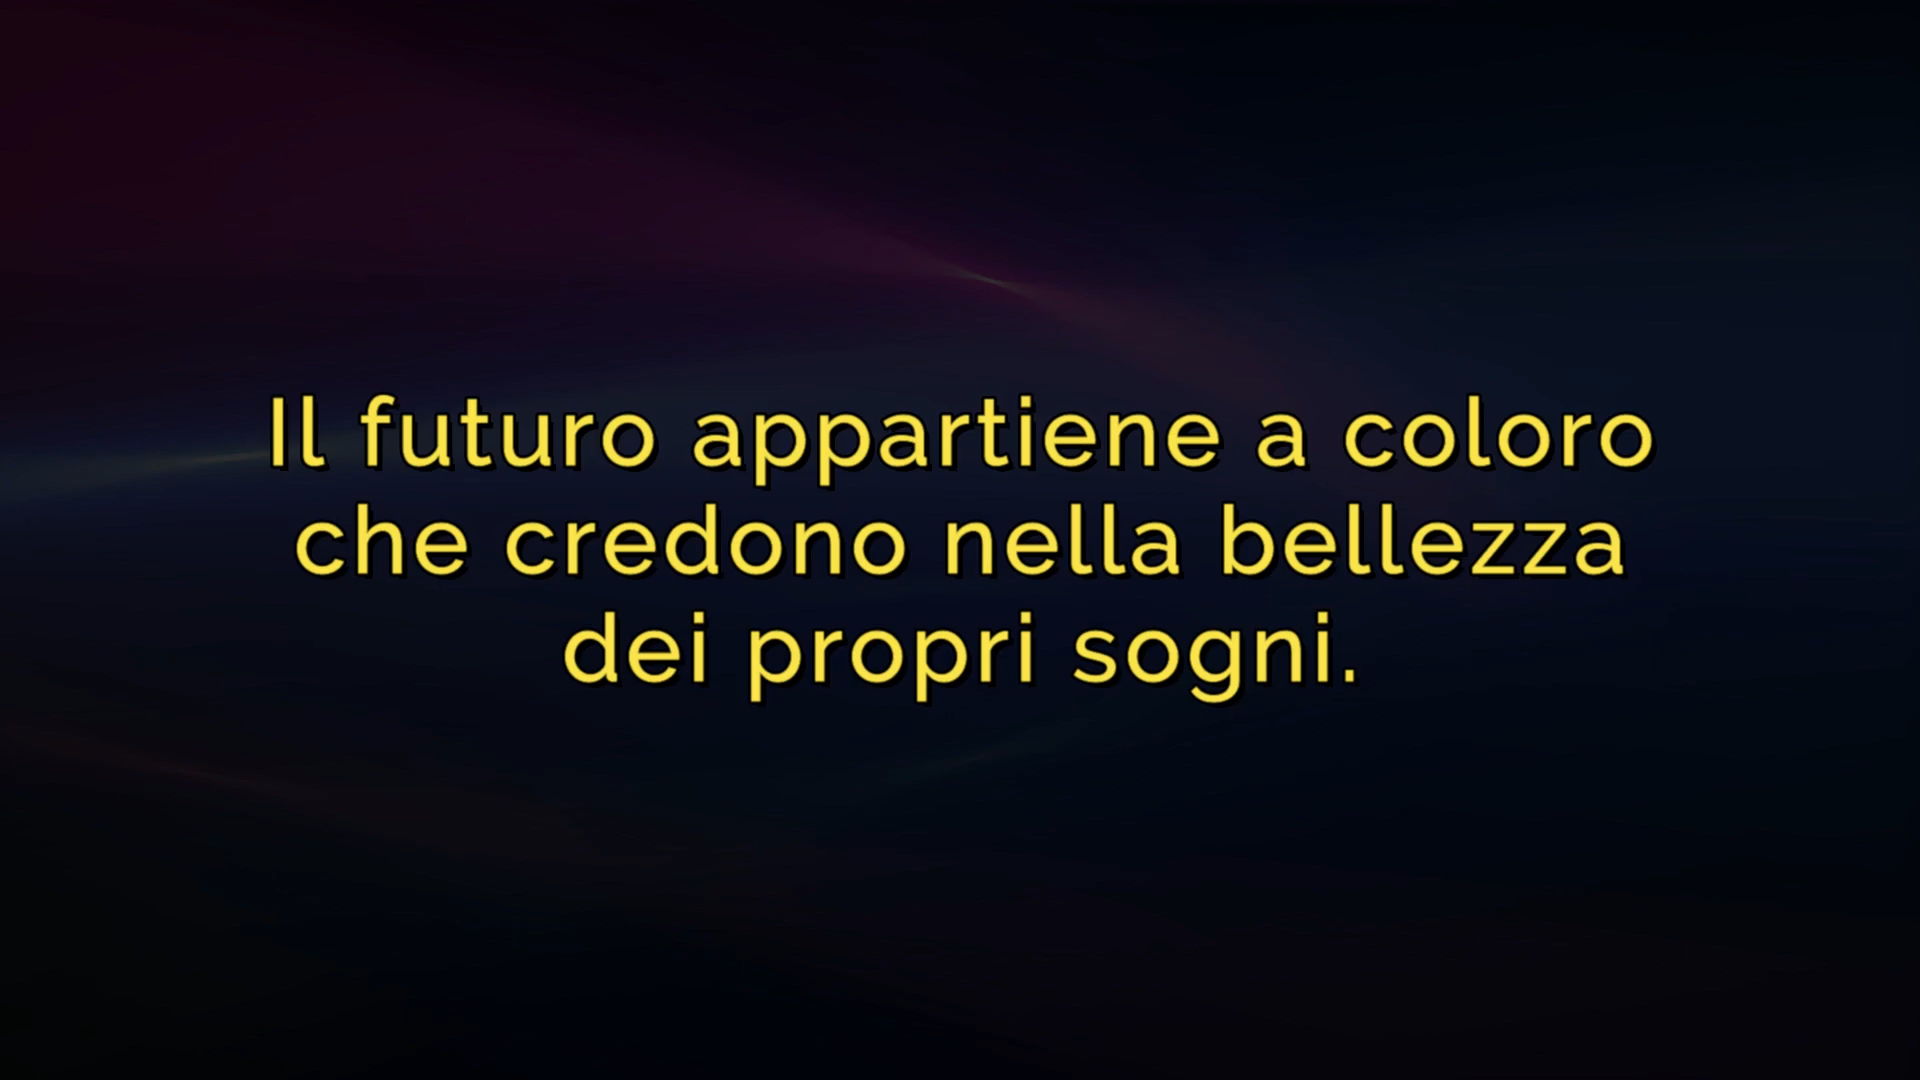 Il futuro appartiene a coloro
che credono nella bellezza
dei propri sogni.